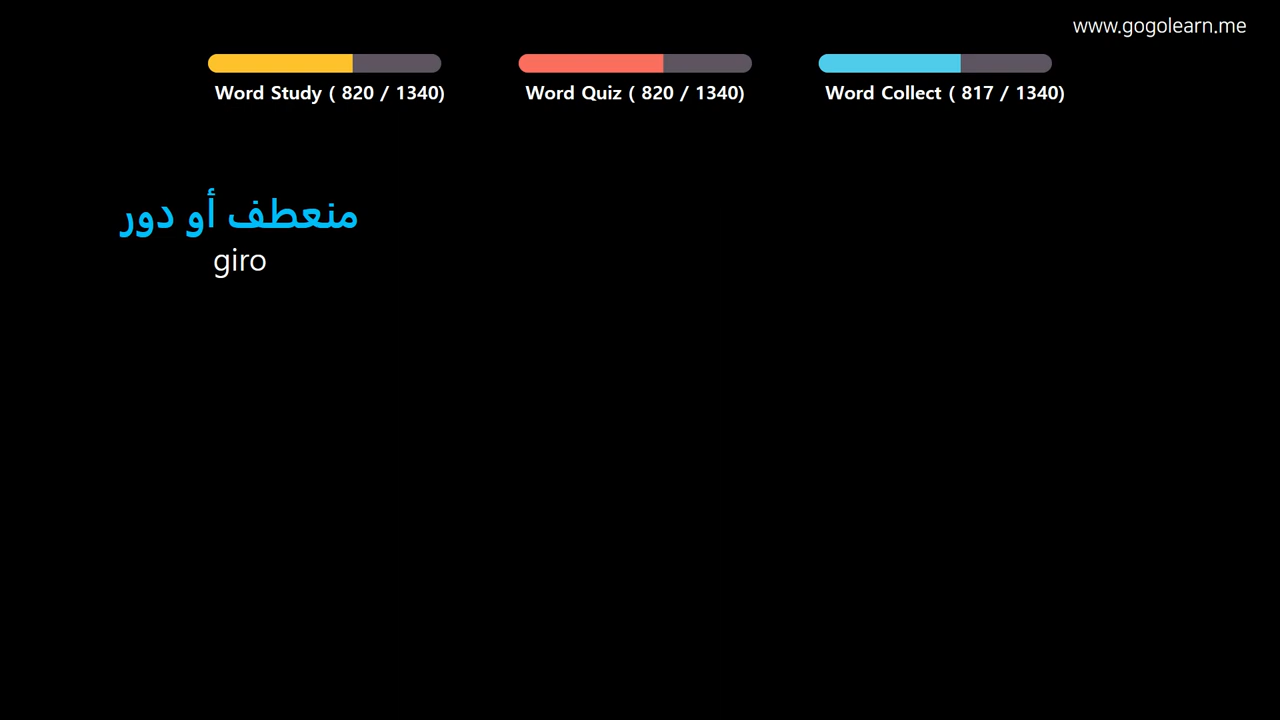 www.gogolearn.me
Word Study ( 820 / 1340)
Word Quiz ( 820 / 1340)
Word Collect ( 817 / 1340)
منعطف أو دور
giro